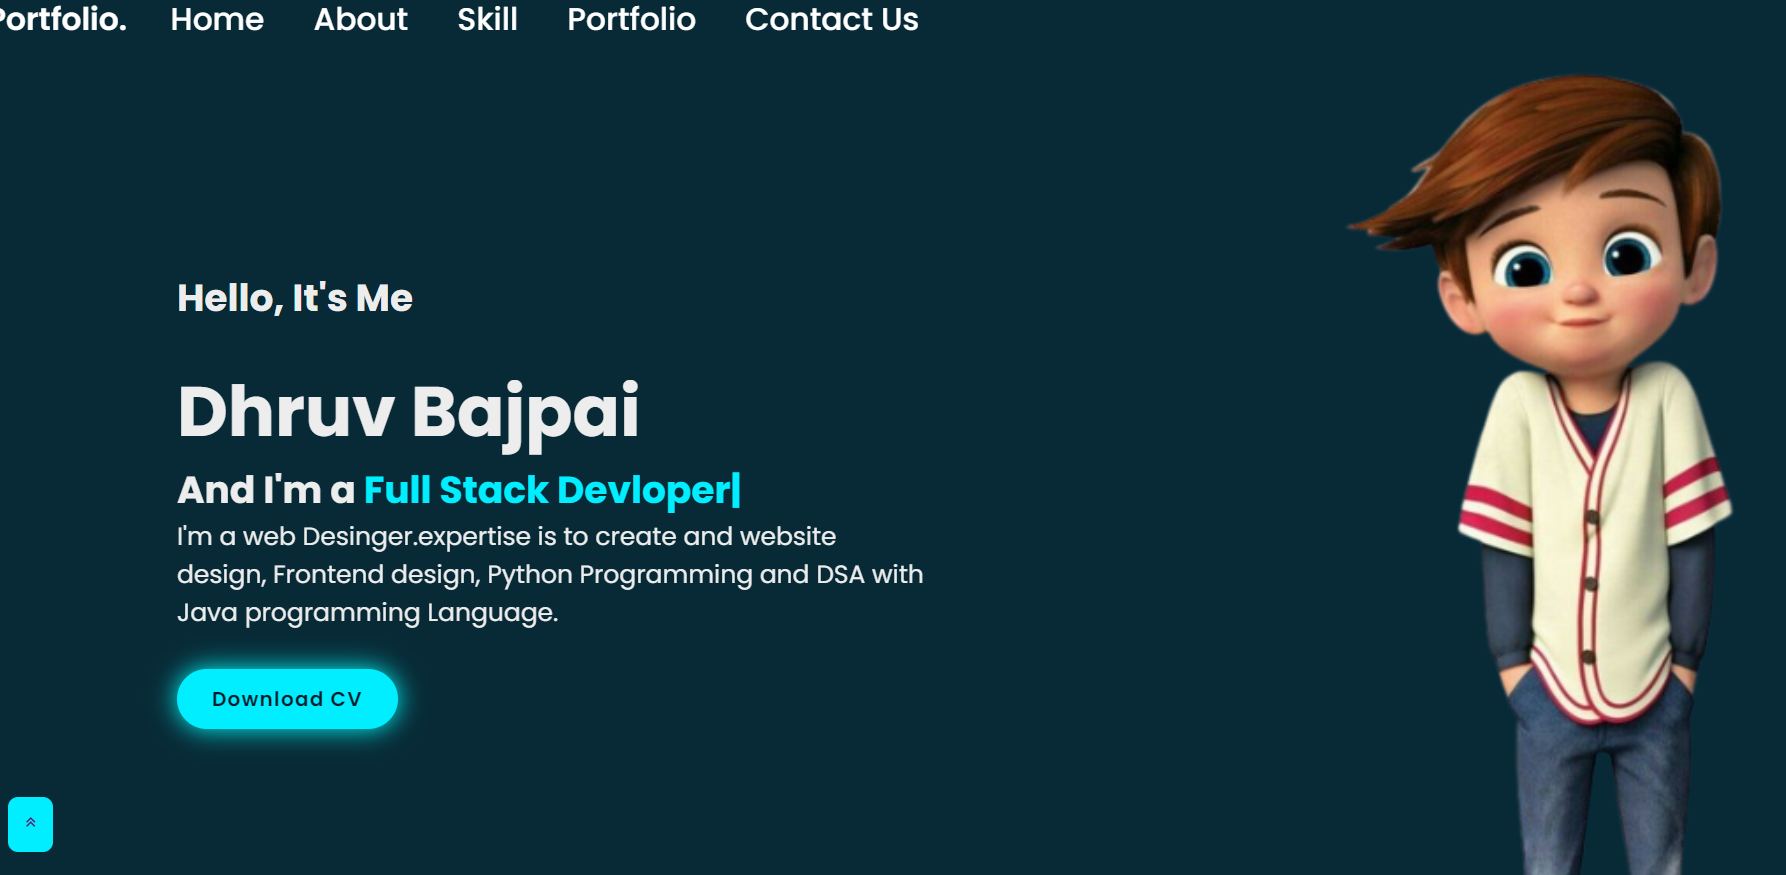 Portfolio. Home About Skill Portfolio Contact Us
Hello, It's Me
Dhruv Bajpai
And I'm a Full Stack Devloper|
I'm a web Desinger.expertise is to create and website
design, Frontend design, Python Programming and DSA with
Java programming Language.
Download CV